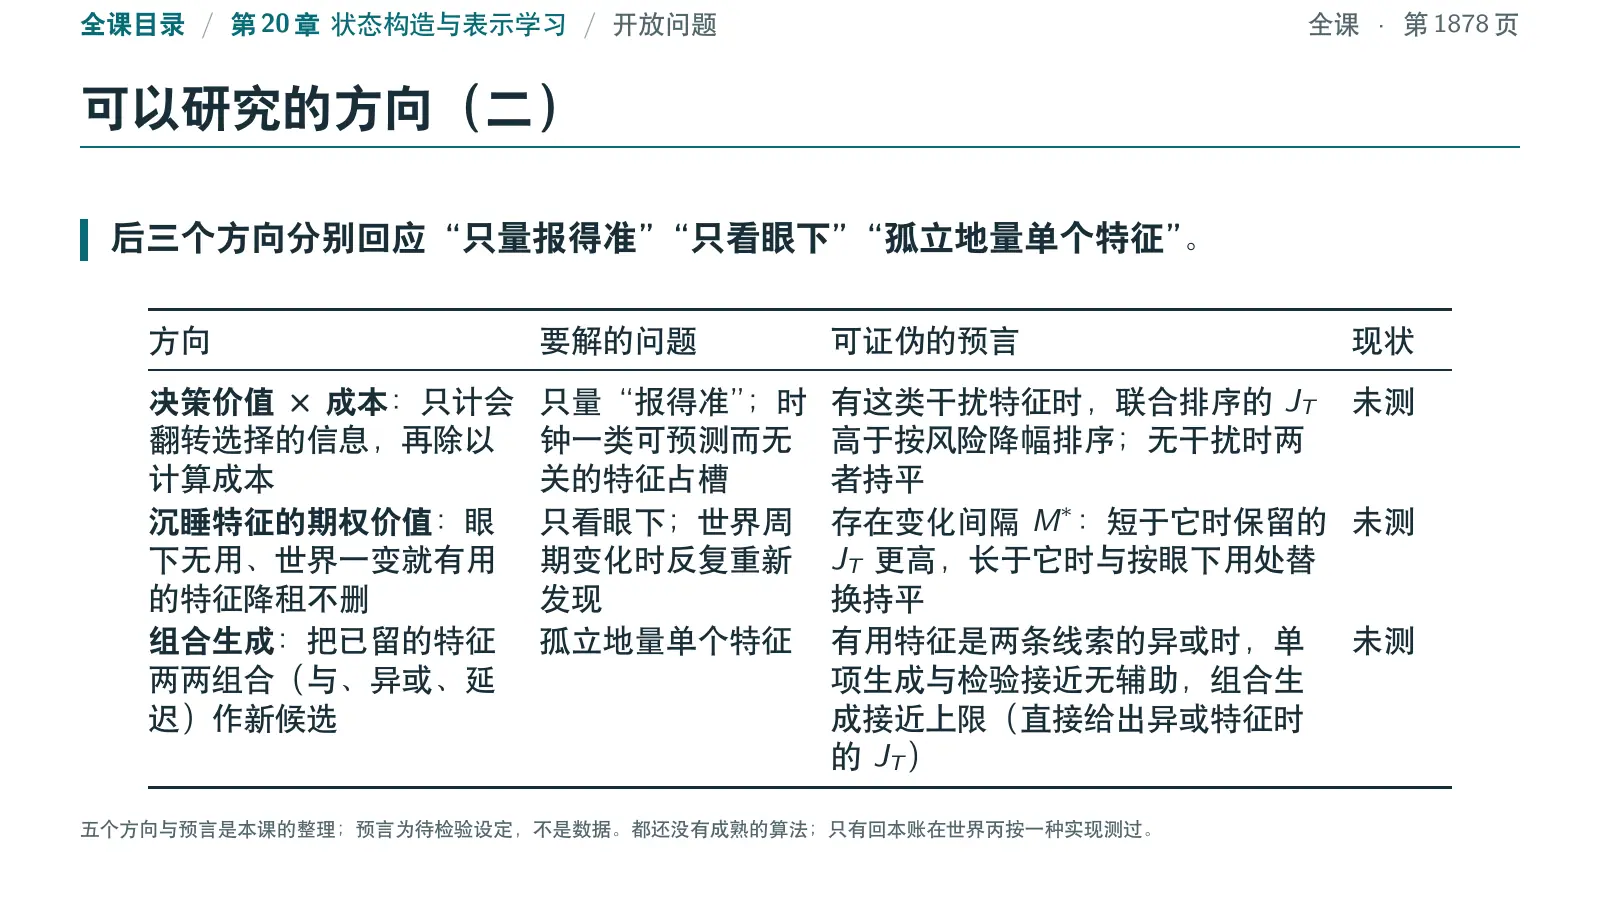 全课目录 / 第 20 章 状态构造与表示学习 / 开放问题
全课 · 第 1878 页
可以研究的方向（二）
后三个方向分别回应“只量报得准”“只看眼下”“孤立地量单个特征”。
方向 要解的问题 可证伪的预言 现状
决策价值 × 成本：只计会 只量“报得准”；时 有这类干扰特征时，联合排序的 J_T 未测
翻转选择的信息，再除以 钟一类可预测而无 高于按风险降幅排序；无干扰时两
计算成本 关的特征占槽 者持平
沉睡特征的期权价值：眼 只看眼下；世界周 存在变化间隔 M*：短于它时保留的 未测
下无用、世界一变就有用 期变化时反复重新 J_T 更高，长于它时与按眼下用处替
的特征降租不删 发现 换持平
组合生成：把已留的特征 孤立地量单个特征 有用特征是两条线索的异或时，单 未测
两两组合（与、异或、延 项生成与检验接近无辅助，组合生
迟）作新候选 成接近上限（直接给出异或特征时
的 J_T）
五个方向与预言是本课的整理；预言为待检验设定，不是数据。都还没有成熟的算法；只有回本账在世界丙按一种实现测过。